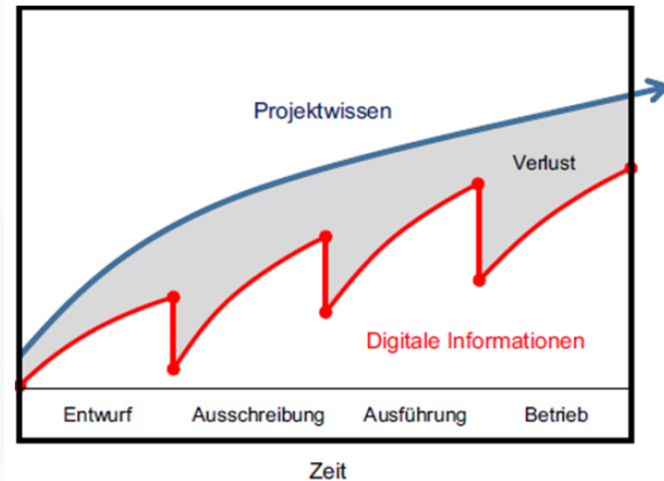 Projektwissen
Verlust
Digitale Informationen
Entwurf Ausschreibung Ausführung Betrieb
Zeit